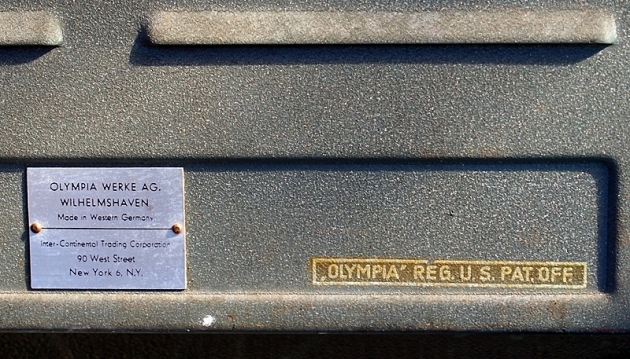 OLYMPIA WERKE AG.
WILHELMSHAVEN
Made in Western Germany
Inter-Continental Trading Corporation
90 West Street
New York 6, N.Y.
„OLYMPIA” REG. U. S. PAT. OFF